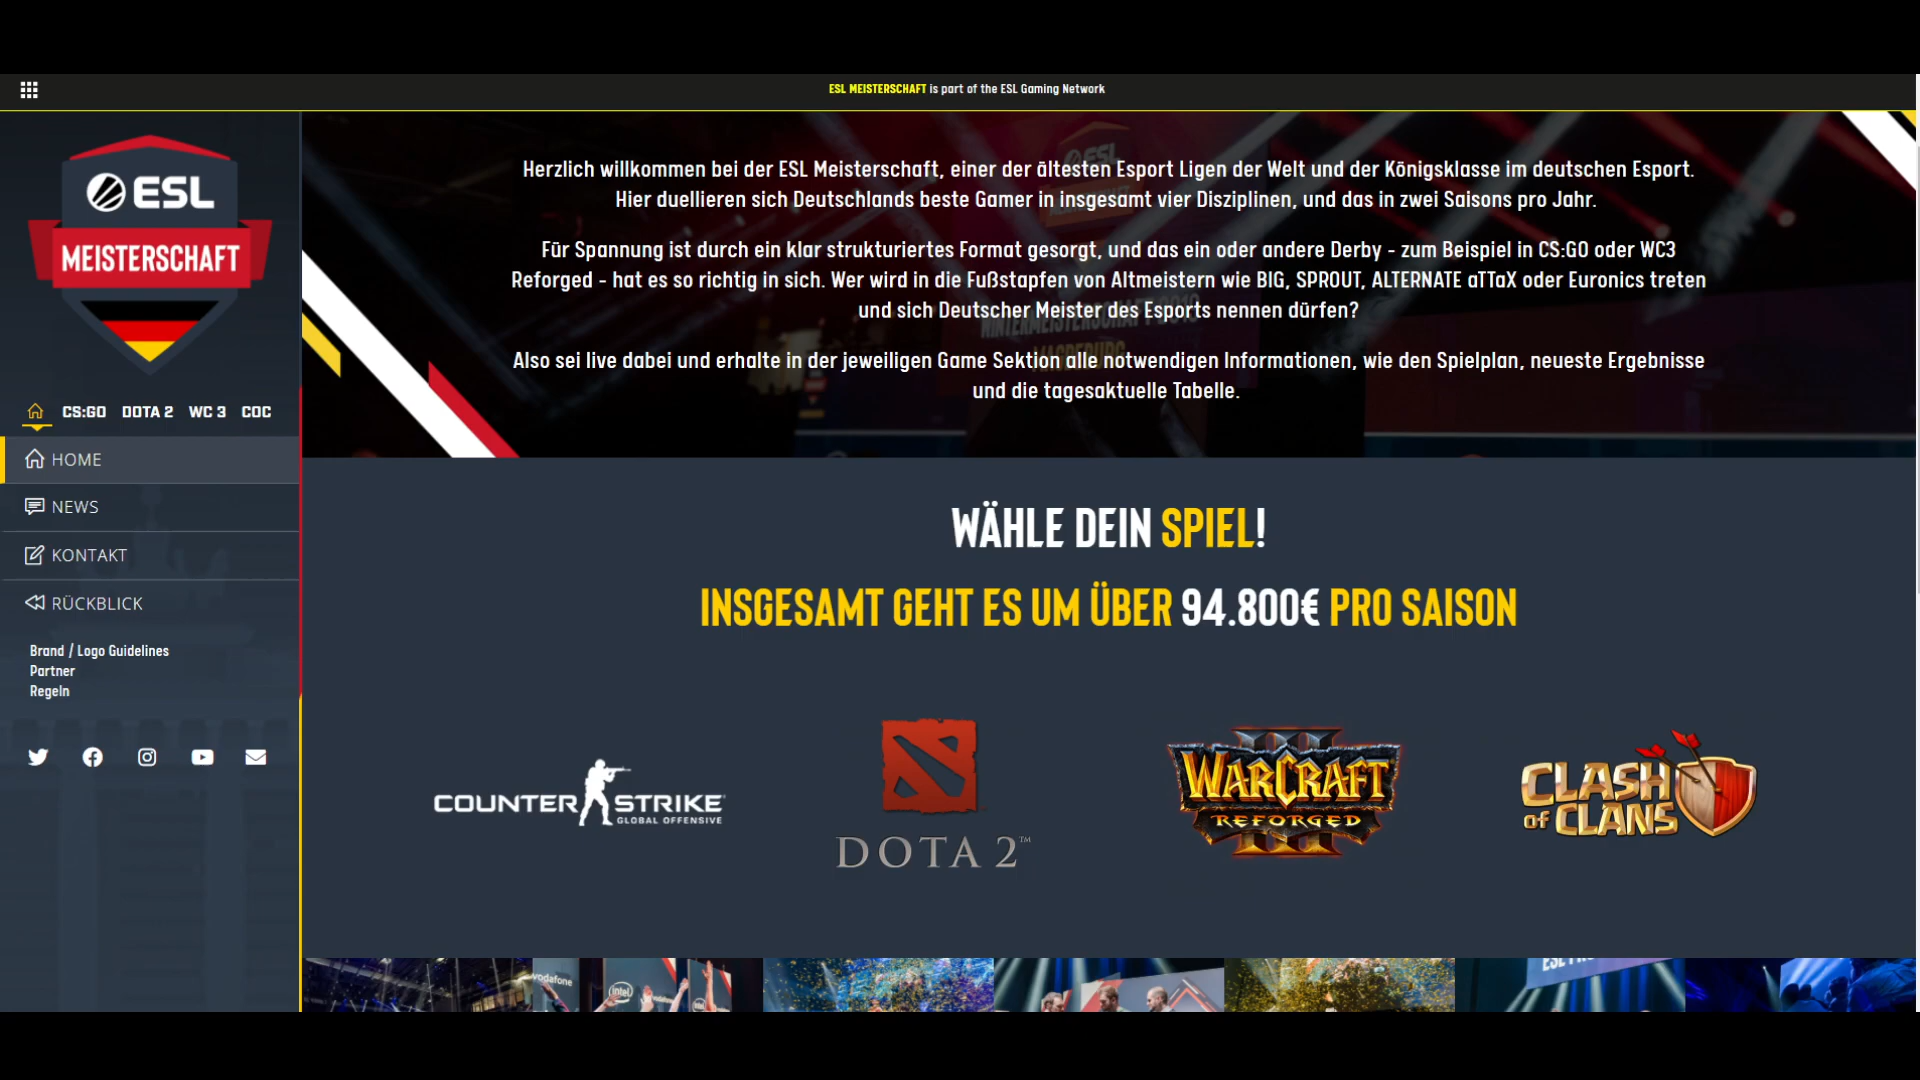 ESL MEISTERSCHAFT is part of the ESL Gaming Network
ESL
MEISTERSCHAFT
CS:GO DOTA 2 WC 3 COC
HOME
NEWS
KONTAKT
RÜCKBLICK
Brand / Logo Guidelines
Partner
Regeln
Herzlich willkommen bei der ESL Meisterschaft, einer der ältesten Esport Ligen der Welt und der Königsklasse im deutschen Esport.
Hier duellieren sich Deutschlands beste Gamer in insgesamt vier Disziplinen, und das in zwei Saisons pro Jahr.
Für Spannung ist durch ein klar strukturiertes Format gesorgt, und das ein oder andere Derby - zum Beispiel in CS:GO oder WC3
Reforged - hat es so richtig in sich. Wer wird in die Fußstapfen von Altmeistern wie BIG, SPROUT, ALTERNATE aTTaX oder Euronics treten
und sich Deutscher Meister des Esports nennen dürfen?
Also sei live dabei und erhalte in der jeweiligen Game Sektion alle notwendigen Informationen, wie den Spielplan, neueste Ergebnisse
und die tagesaktuelle Tabelle.
WÄHLE DEIN SPIEL!
INSGESAMT GEHT ES UM ÜBER 94.800€ PRO SAISON
COUNTER STRIKE
GLOBAL OFFENSIVE
DOTA 2™
WARCRAFT
III
REFORGED
CLASH
OF CLANS
vodafone
intel